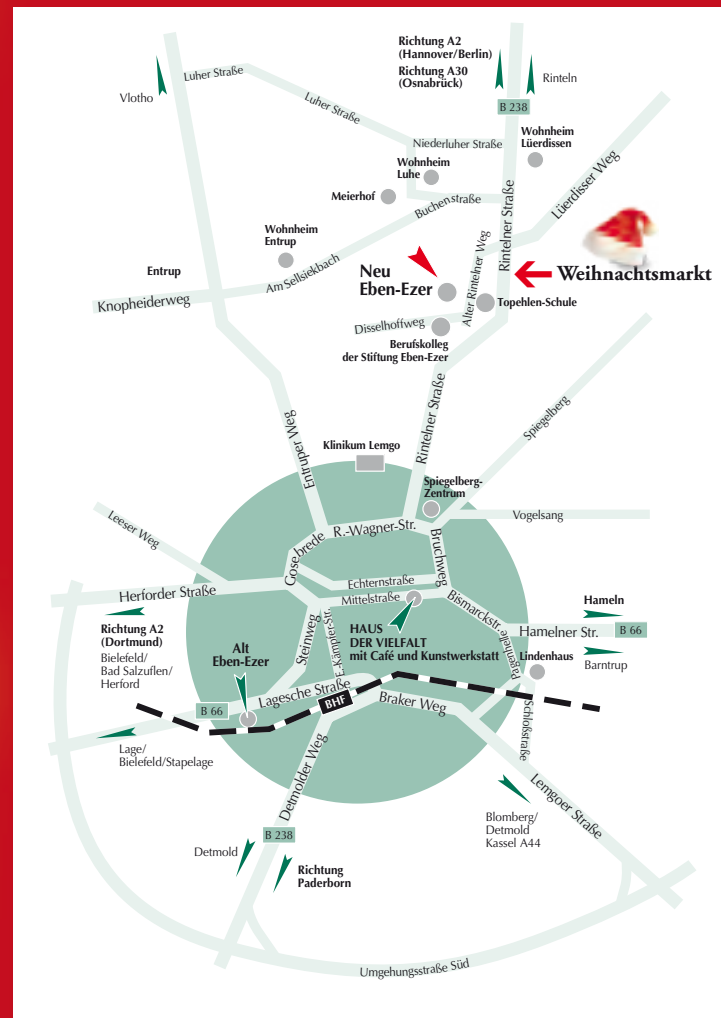 Richtung A2
(Hannover/Berlin)
Richtung A30
(Osnabrück)
Rinteln
B 238
Vlotho
Luher Straße
Luher Straße
Niederluher Straße
Wohnheim
Lüerdissen
Wohnheim
Luhe
Meierhof
Buchenstraße
Lüerdisser Weg
Rintelner Straße
Wohnheim
Entrup
Entrup
Am Sellsiekbach
Knopheiderweg
Neu
Eben-Ezer
Alter Rintelner Weg
Weihnachtsmarkt
Topehlen-Schule
Disselhoffweg
Berufskolleg
der Stiftung Eben-Ezer
Rintelner Straße
Spiegelberg
Entruper Weg
Klinikum Lemgo
Spiegelberg-
Zentrum
Vogelsang
Leeser Weg
R.-Wagner-Str.
Gosebrede
Bruchweg
Echternstraße
Mittelstraße
Herforder Straße
Bismarckstr.
Hameln
Richtung A2
(Dortmund)
Bielefeld/
Bad Salzuflen/
Herford
Hamelner Str.
B 66
Barntrup
Alt
Eben-Ezer
Steinweg
E.-Kämpfer-Str.
HAUS
DER VIELFALT
mit Café und Kunstwerkstatt
Pagenhelle
Lindenhaus
Lagesche Straße
BHF
Braker Weg
Schloßstraße
B 66
Lage/
Bielefeld/Stapelage
Detmolder Weg
Lemgoer Straße
Blomberg/
Detmold
Kassel A44
B 238
Detmold
Richtung
Paderborn
Umgehungsstraße Süd